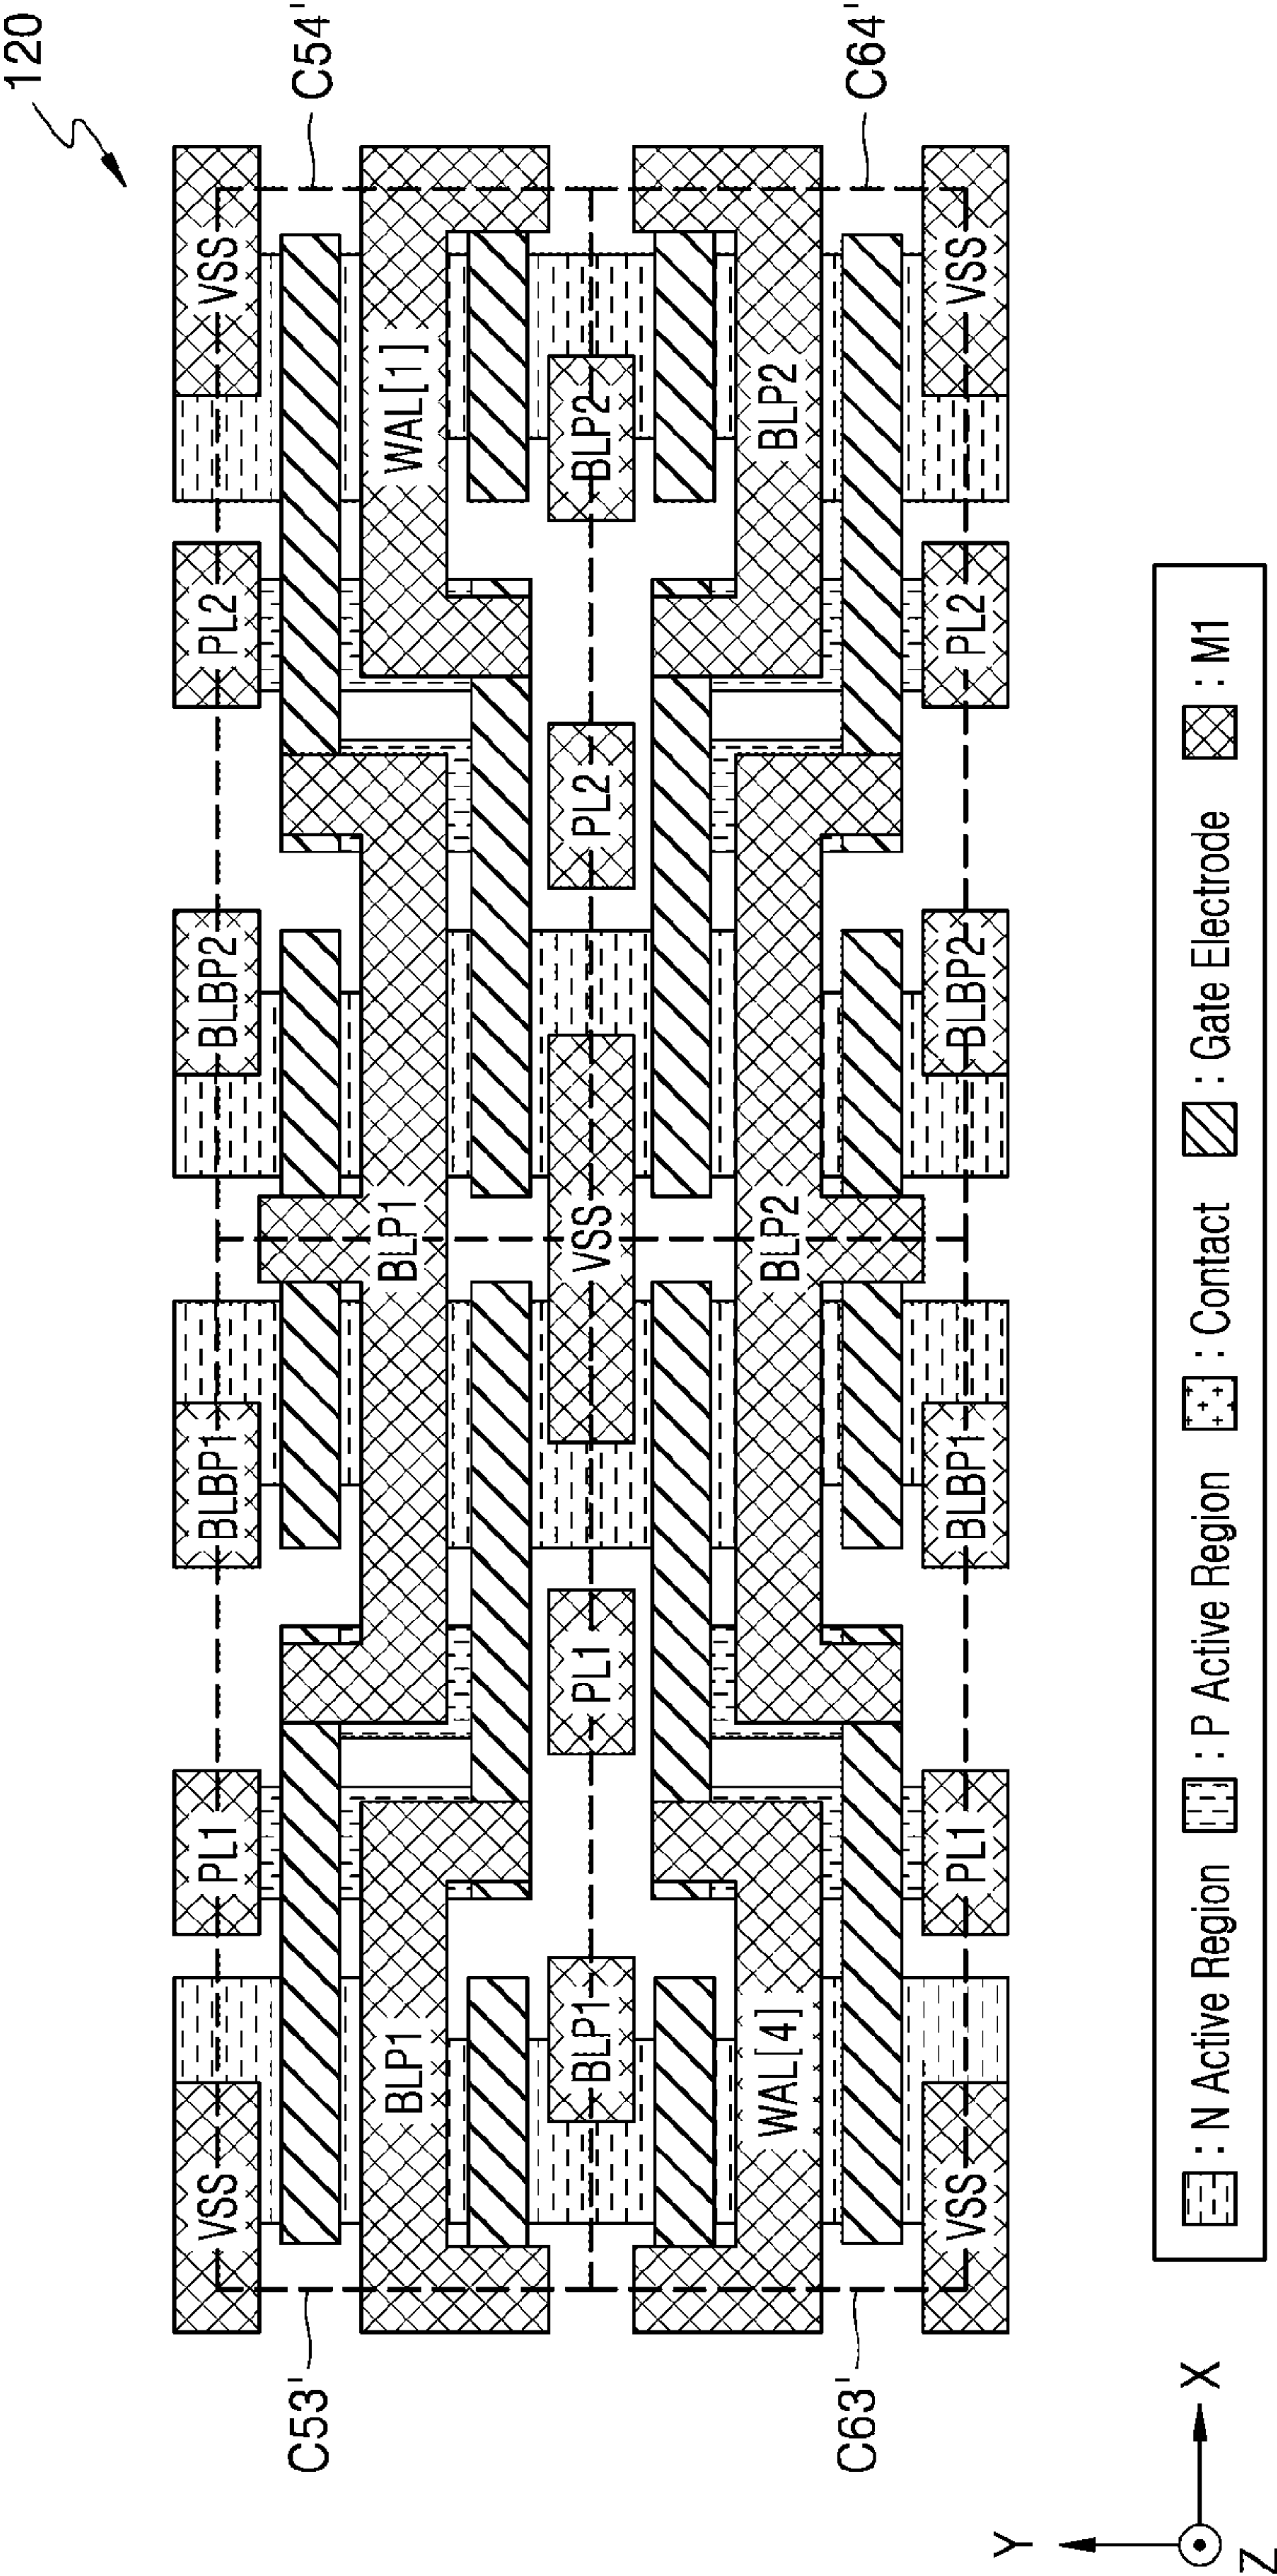 120
VSS
PL1
BLBP1
BLBP2
PL2
VSS
C53'
C54'
BLP1
BLP1
WAL[1]
BLP1
PL1
VSS
PL2
BLP2
WAL[4]
BLP2
BLP2
C63'
C64'
VSS
PL1
BLBP1
BLBP2
PL2
VSS
Y
X
Z
: N Active Region
: P Active Region
: Contact
: Gate Electrode
: M1